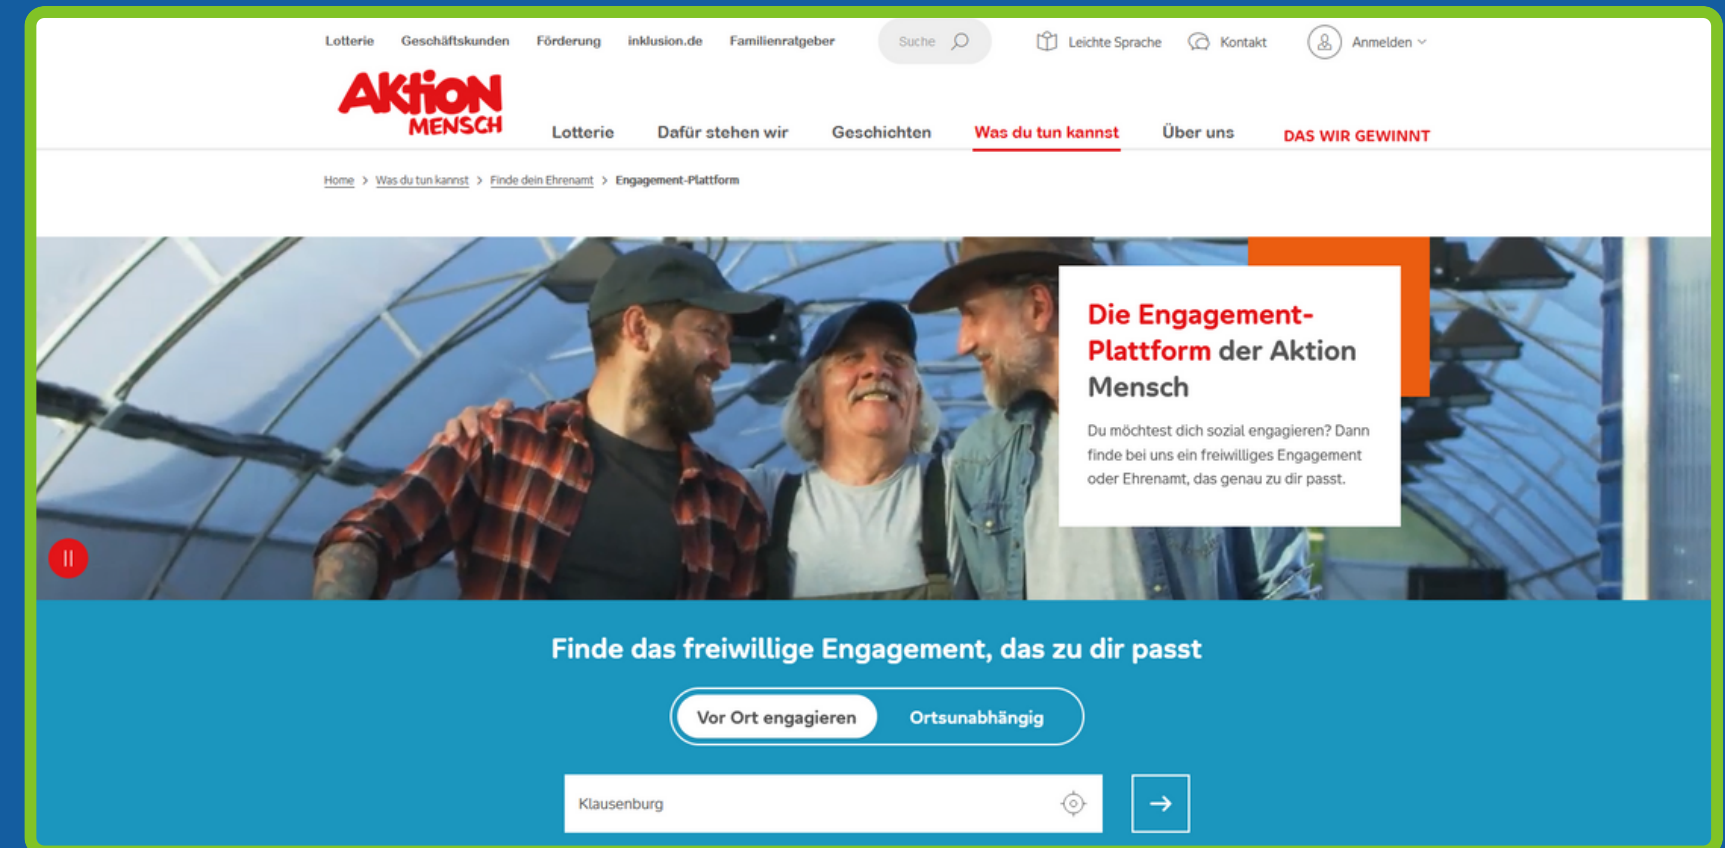 Lotterie Geschäftskunden Förderung inklusion.de Familienratgeber Suche Leichte Sprache Kontakt Anmelden
AKTION
MENSCH
Lotterie Dafür stehen wir Geschichten Was du tun kannst Über uns DAS WIR GEWINNT
Home > Was du tun kannst > Finde dein Ehrenamt > Engagement-Plattform
Die Engagement-
Plattform der Aktion
Mensch
Du möchtest dich sozial engagieren? Dann
finde bei uns ein freiwilliges Engagement
oder Ehrenamt, das genau zu dir passt.
Finde das freiwillige Engagement, das zu dir passt
Vor Ort engagieren Ortsunabhängig
Klausenburg